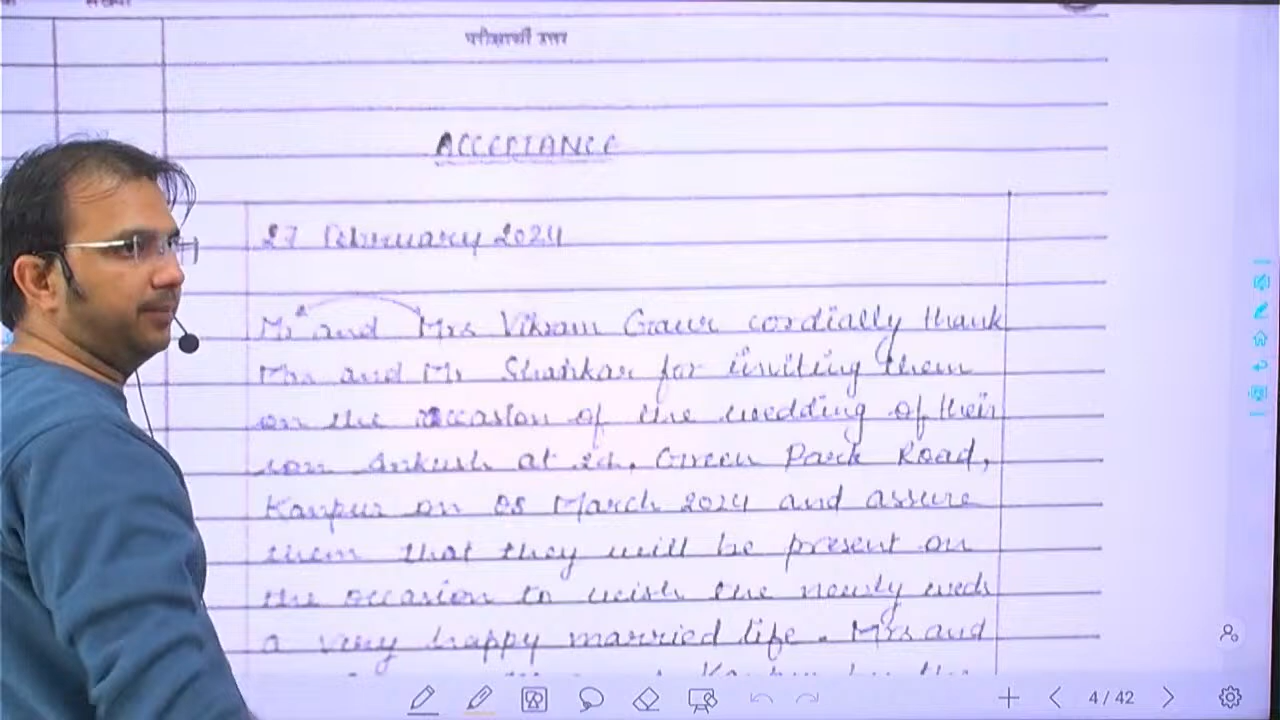 संख्या
परीक्षार्थी उत्तर
ACCEPTANCE
27 February 2024
Mr and Mrs Vikram Gaur cordially thank
Mrs and Mr Shankar for inviting them
on the occasion of the wedding of their
son Ankush at 24, Green Park Road,
Kanpur on 08 March 2024 and assure
them that they will be present on
the occasion to wish the newly weds
a very happy married life. Mrs and
4 / 42